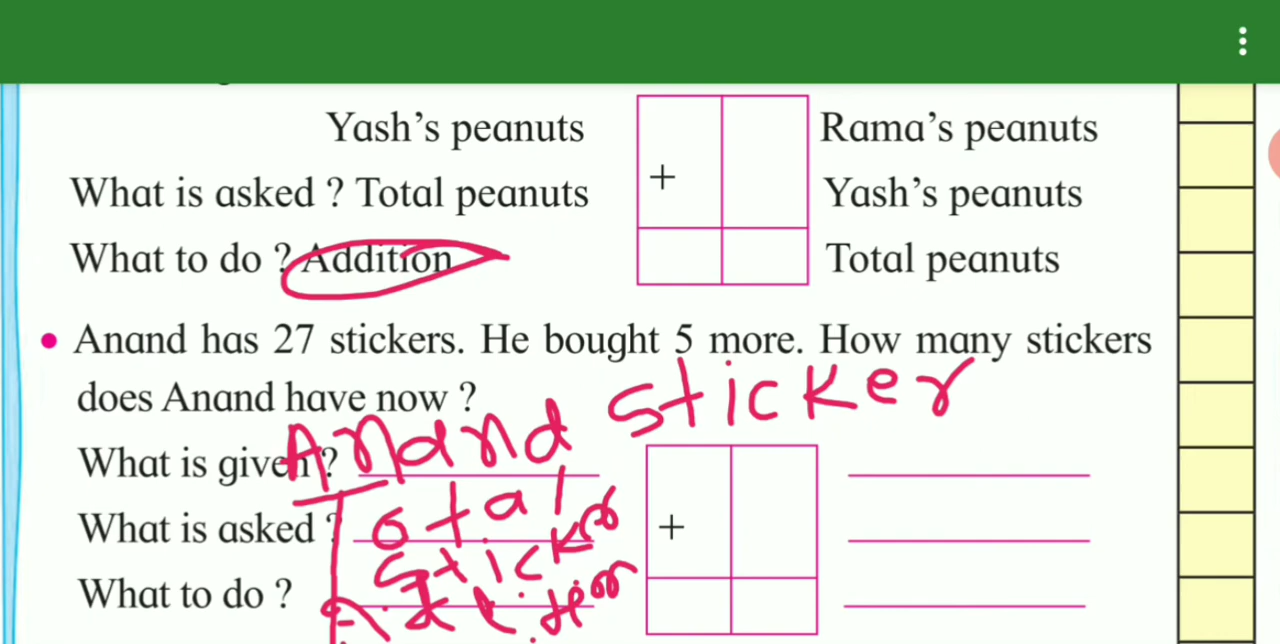 Yash's peanuts
Rama's peanuts
+
What is asked ? Total peanuts
Yash's peanuts
What to do ? Addition
Total peanuts
• Anand has 27 stickers. He bought 5 more. How many stickers
does Anand have now ?
What is given ? Anand sticker
What is asked ? Total
sticker
+
What to do ? Addition